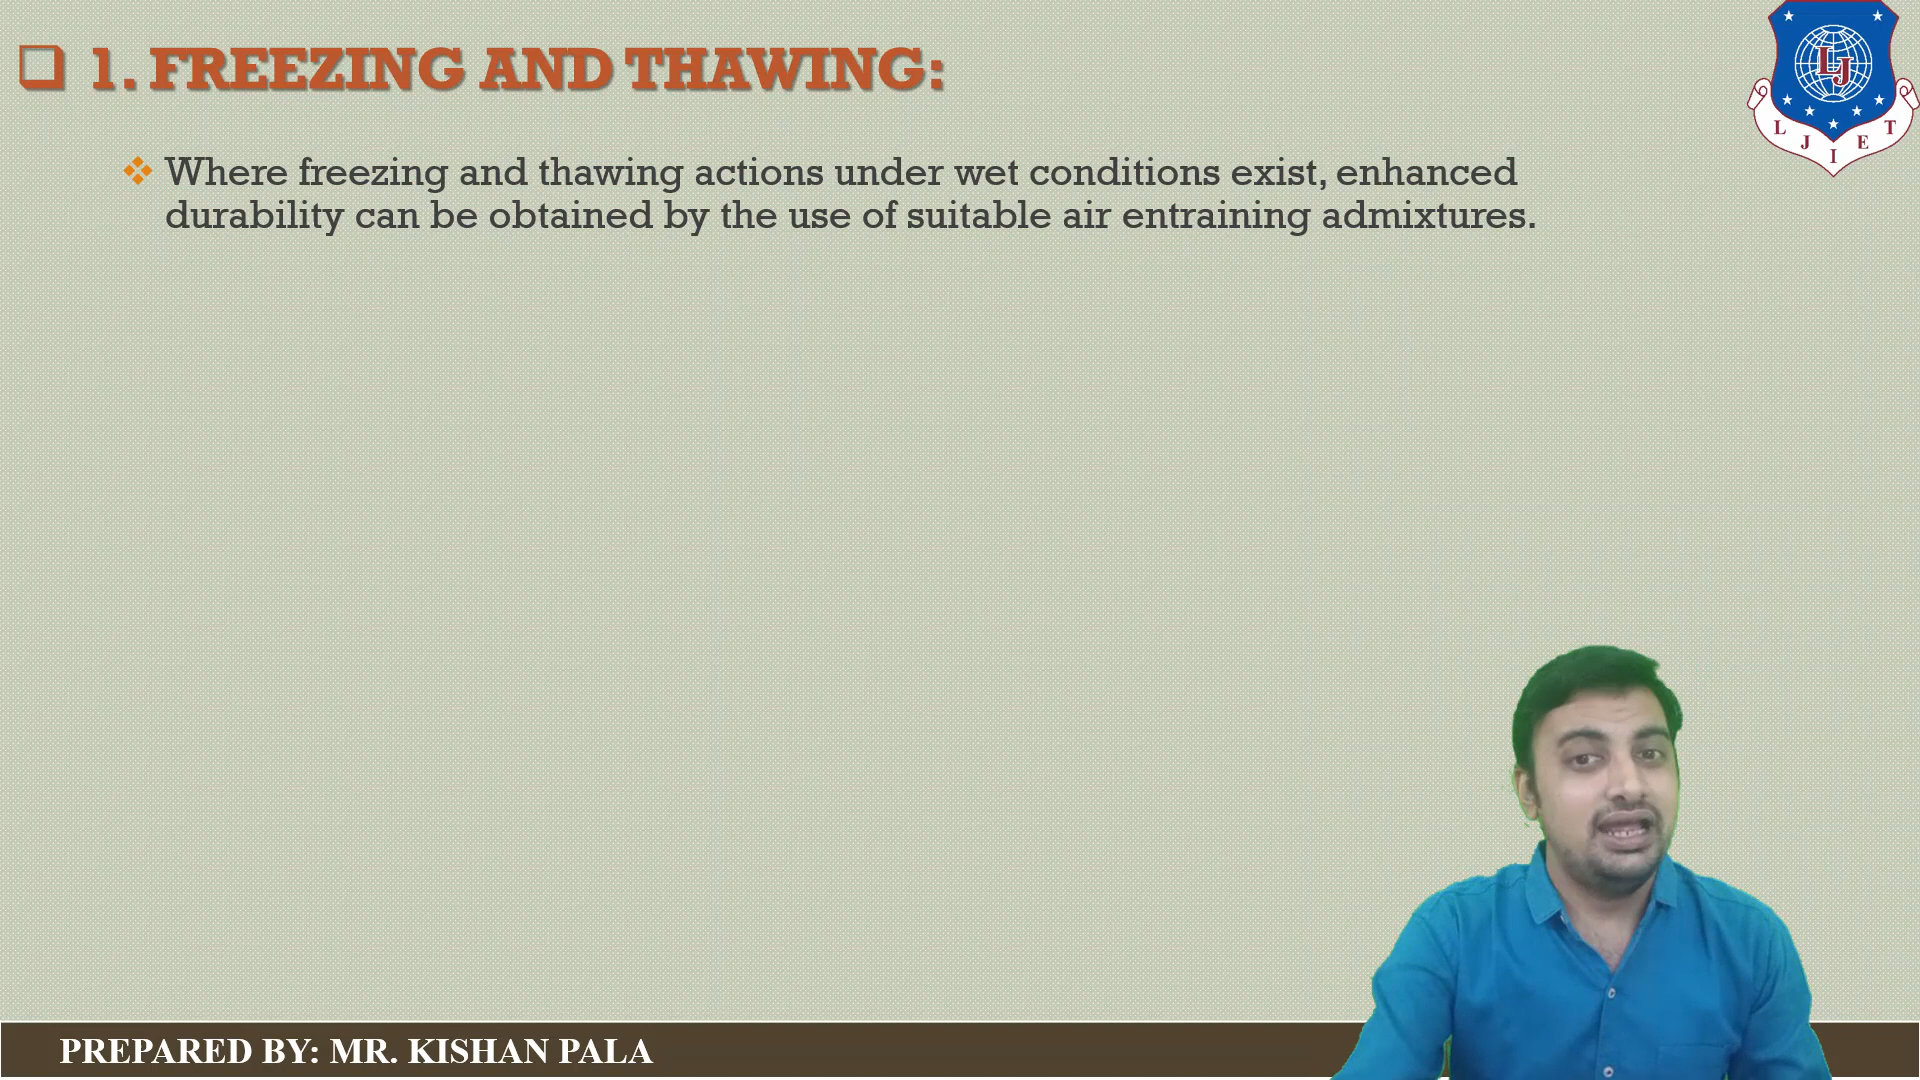 1. FREEZING AND THAWING:
Where freezing and thawing actions under wet conditions exist, enhanced
durability can be obtained by the use of suitable air entraining admixtures.
LJ
L J I E T
PREPARED BY: MR. KISHAN PALA